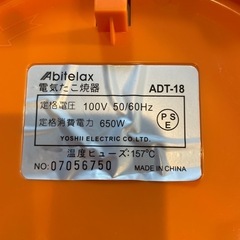 Abitelax
電気たこ焼器 ADT-18
定格電圧 100V 50/60Hz
定格消費電力 650W
PSE
YOSHII ELECTRIC CO.LTD.
温度ヒューズ:157℃
NO 07056750
MADE IN CHINA